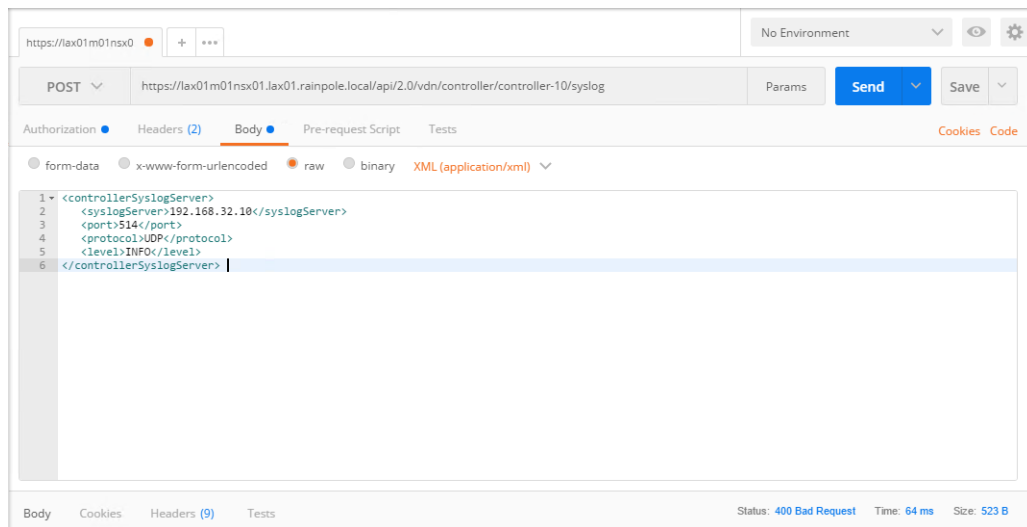 https://lax01m01nsx0 + ••• No Environment
POST https://lax01m01nsx01.lax01.rainpole.local/api/2.0/vdn/controller/controller-10/syslog Params Send Save
Authorization Headers (2) Body Pre-request Script Tests Cookies Code
form-data x-www-form-urlencoded raw binary XML (application/xml)
1 <controllerSyslogServer>
2 <syslogServer>192.168.32.10</syslogServer>
3 <port>514</port>
4 <protocol>UDP</protocol>
5 <level>INFO</level>
6 </controllerSyslogServer>
Body Cookies Headers (9) Tests Status: 400 Bad Request Time: 64 ms Size: 523 B